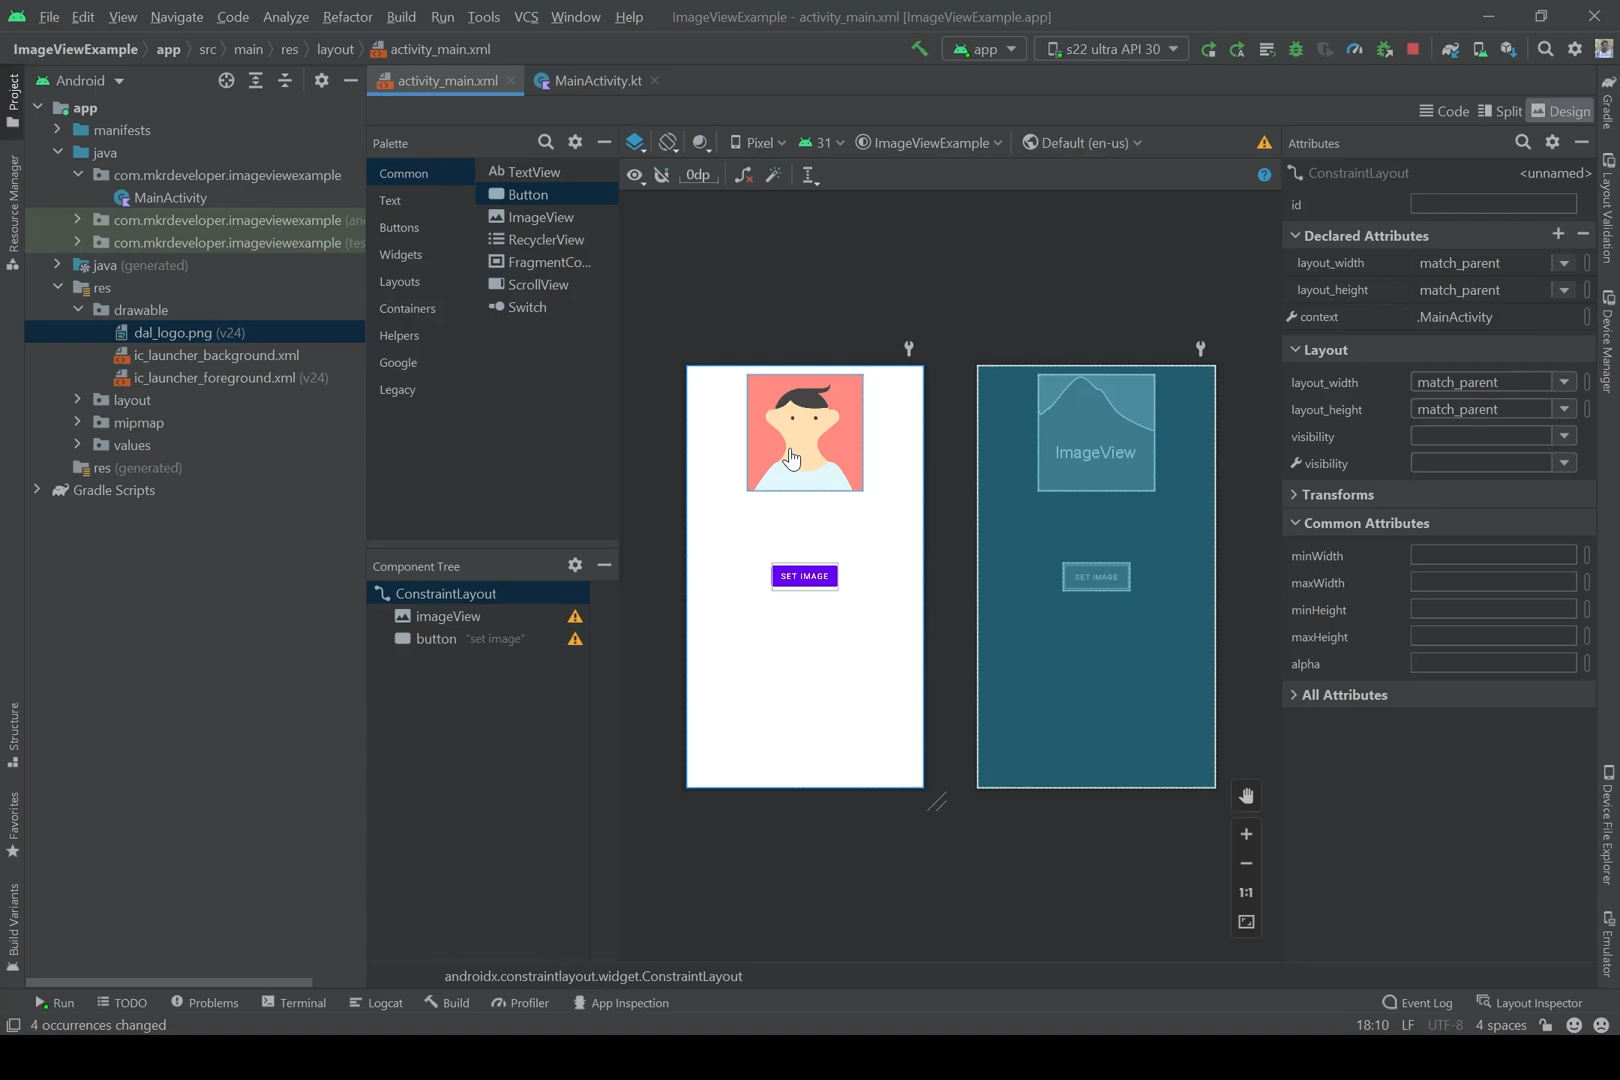 File Edit View Navigate Code Analyze Refactor Build Run Tools VCS Window Help ImageViewExample - activity_main.xml [ImageViewExample.app]
ImageViewExample app src main res layout activity_main.xml app s22 ultra API 30
Project
Resource Manager
Structure
Favorites
Build Variants
Android
app
manifests
java
com.mkrdeveloper.imageviewexample
MainActivity
com.mkrdeveloper.imageviewexample (an
com.mkrdeveloper.imageviewexample (tes
java (generated)
res
drawable
dal_logo.png (v24)
ic_launcher_background.xml
ic_launcher_foreground.xml (v24)
layout
mipmap
values
res (generated)
Gradle Scripts
activity_main.xml MainActivity.kt
Code Split Design
Palette
Common
Text
Buttons
Widgets
Layouts
Containers
Helpers
Google
Legacy
Ab TextView
Button
ImageView
RecyclerView
FragmentCo...
ScrollView
Switch
Component Tree
ConstraintLayout
imageView
button "set image"
Pixel 31 ImageViewExample Default (en-us)
0dp
SET IMAGE
ImageView
SET IMAGE
1:1
androidx.constraintlayout.widget.ConstraintLayout
Attributes
ConstraintLayout <unnamed>
id
Declared Attributes
layout_width match_parent
layout_height match_parent
context .MainActivity
Layout
layout_width match_parent
layout_height match_parent
visibility
visibility
Transforms
Common Attributes
minWidth
maxWidth
minHeight
maxHeight
alpha
All Attributes
Gradle
Layout Validation
Device Manager
Device File Explorer
Emulator
Run TODO Problems Terminal Logcat Build Profiler App Inspection Event Log Layout Inspector
4 occurrences changed 18:10 LF UTF-8 4 spaces